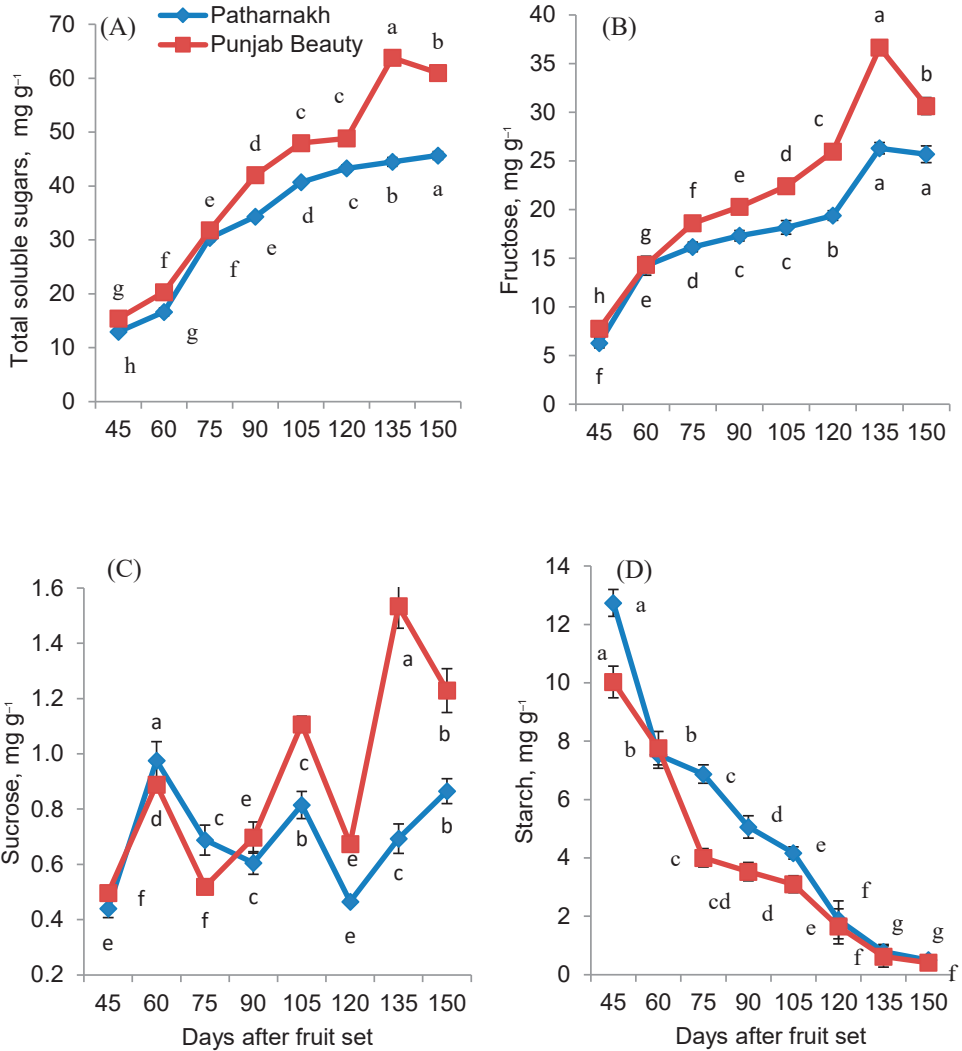 (A)
Patharnakh
Punjab Beauty
Total soluble sugars, mg g⁻¹
70
60
50
40
30
20
10
0
g f e d c c a b
h g f e d c b a
45 60 75 90 105 120 135 150
(B)
Fructose, mg g⁻¹
40
35
30
25
20
15
10
5
0
h g f e d c a b
f e d c c b a a
45 60 75 90 105 120 135 150
(C)
Sucrose, mg g⁻¹
1.6
1.4
1.2
1.0
0.8
0.6
0.4
0.2
a c e c e a b
e f d f c b e c b
45 60 75 90 105 120 135 150
Days after fruit set
(D)
Starch, mg g⁻¹
14
12
10
8
6
4
2
0
a b c d e f g g
a b c cd d e f f
45 60 75 90 105 120 135 150
Days after fruit set